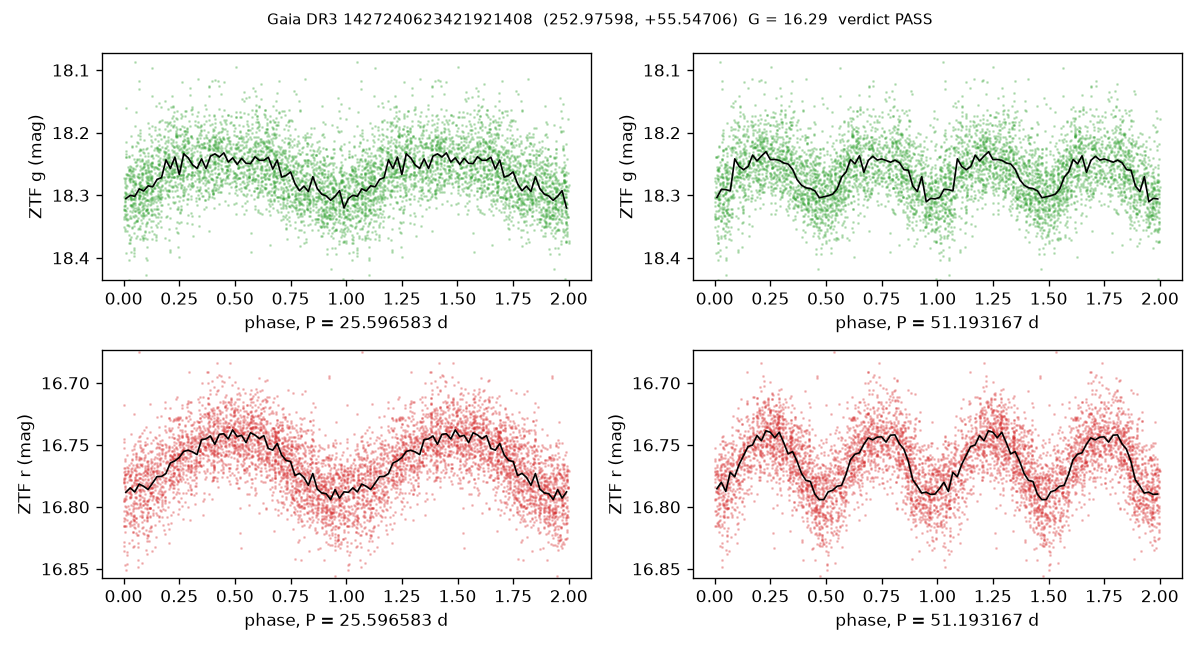 Gaia DR3 1427240623421921408 (252.97598, +55.54706) G = 16.29 verdict PASS
ZTF g (mag)
18.1
18.2
18.3
18.4
0.00 0.25 0.50 0.75 1.00 1.25 1.50 1.75 2.00
phase, P = 25.596583 d
ZTF g (mag)
18.1
18.2
18.3
18.4
0.00 0.25 0.50 0.75 1.00 1.25 1.50 1.75 2.00
phase, P = 51.193167 d
ZTF r (mag)
16.70
16.75
16.80
16.85
0.00 0.25 0.50 0.75 1.00 1.25 1.50 1.75 2.00
phase, P = 25.596583 d
ZTF r (mag)
16.70
16.75
16.80
16.85
0.00 0.25 0.50 0.75 1.00 1.25 1.50 1.75 2.00
phase, P = 51.193167 d